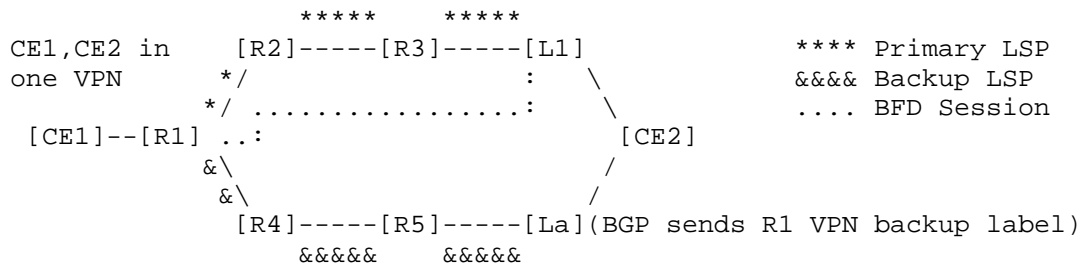 ***** *****
CE1,CE2 in [R2]-----[R3]-----[L1] **** Primary LSP
one VPN */ : \ &&&& Backup LSP
*/ ..................: \ .... BFD Session
[CE1]--[R1] ..: [CE2]
&\ /
&\ /
[R4]-----[R5]-----[La](BGP sends R1 VPN backup label)
&&&&& &&&&&